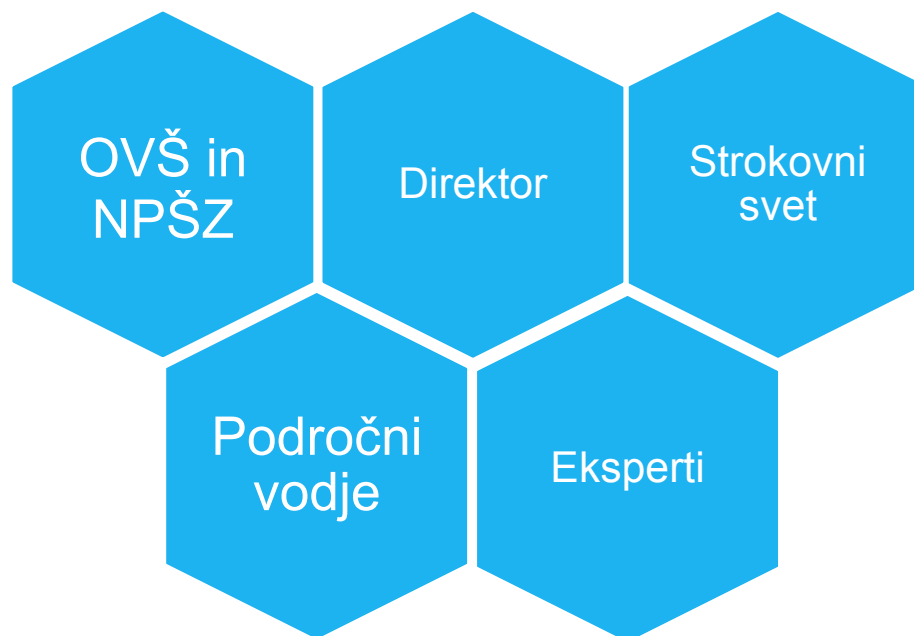 OVŠ in
NPŠZ
Direktor
Strokovni
svet
Področni
vodje
Eksperti